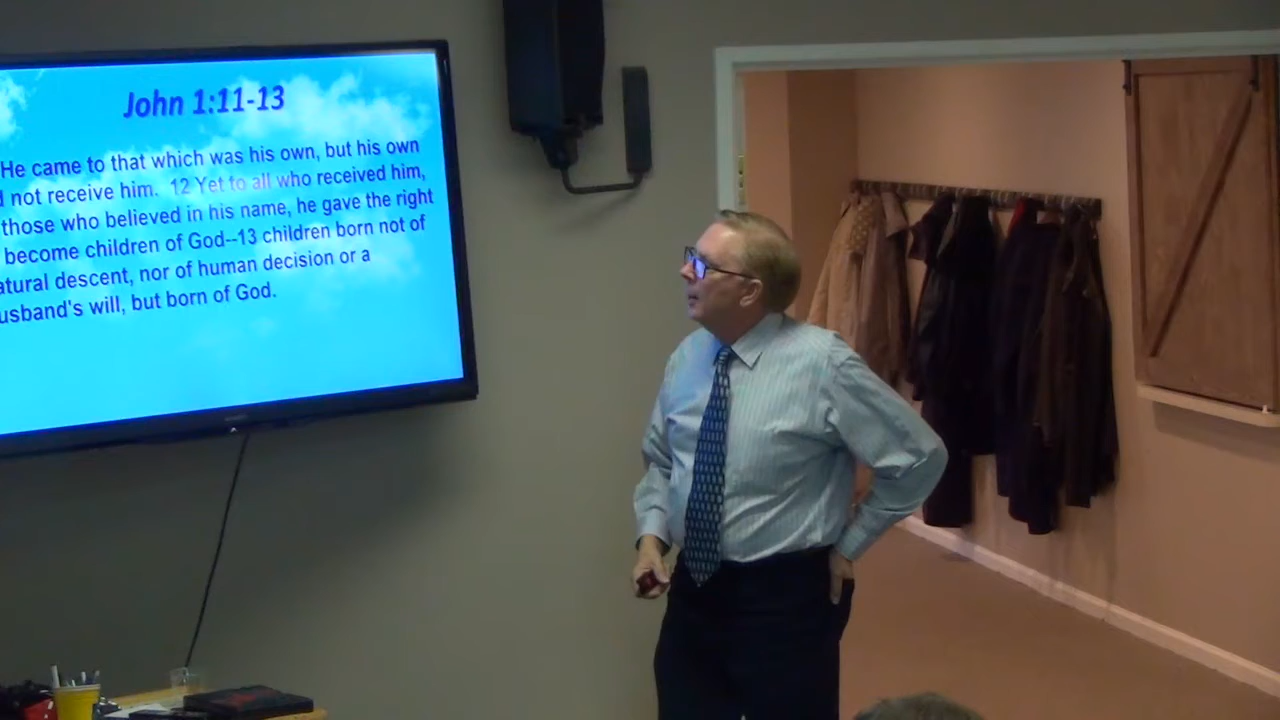 John 1:11-13
He came to that which was his own, but his own
not receive him. 12 Yet to all who received him,
those who believed in his name, he gave the right
become children of God--13 children born not of
atural descent, nor of human decision or a
usband's will, but born of God.